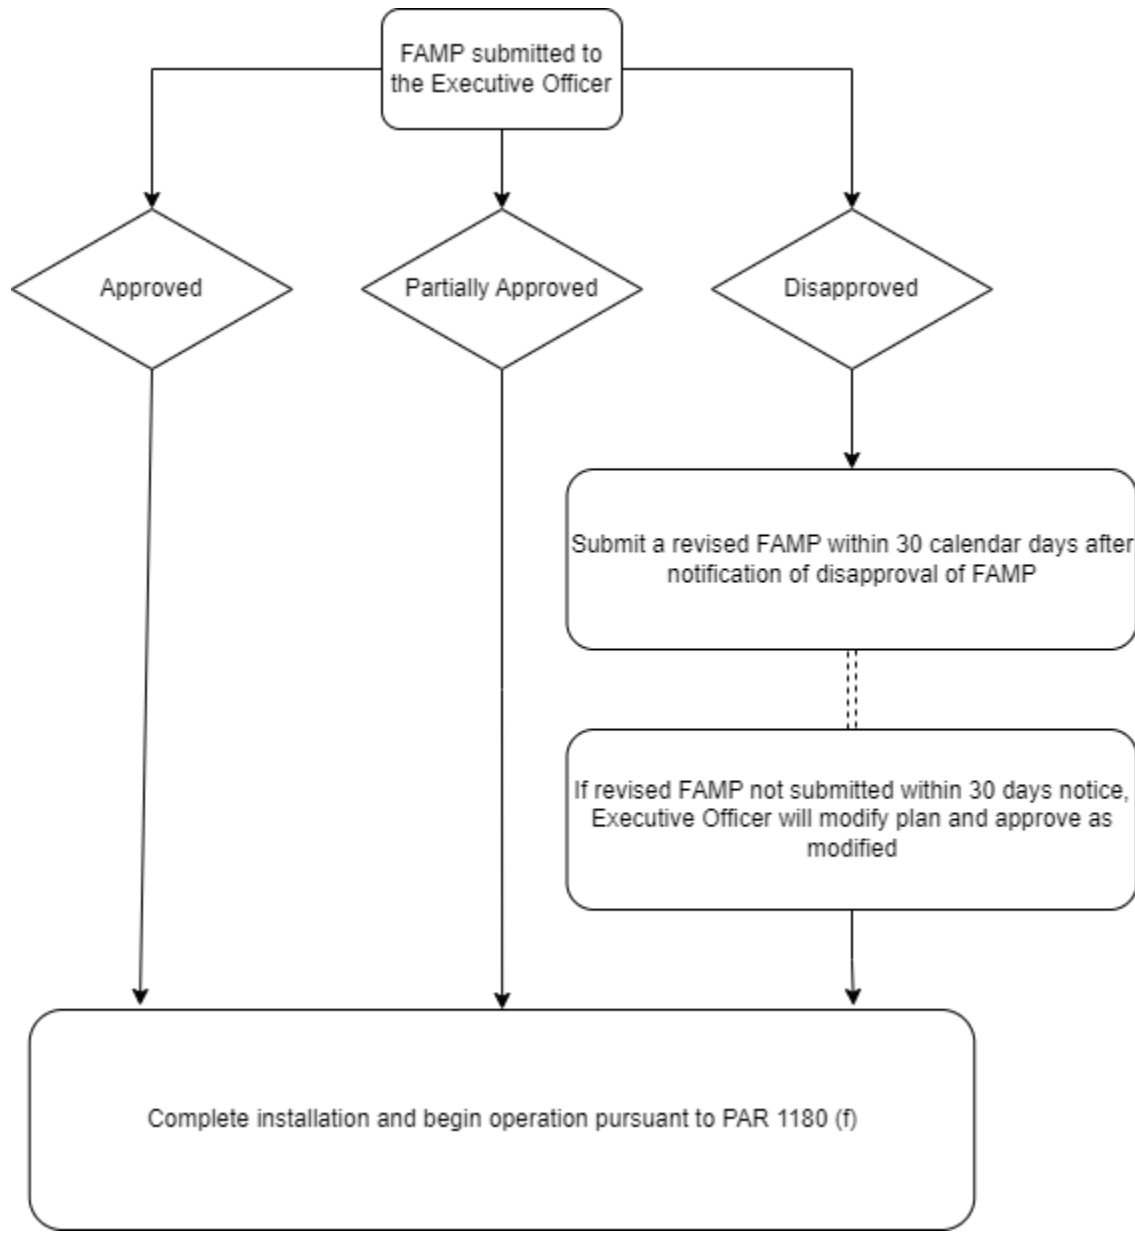 FAMP submitted to
the Executive Officer
Approved
Partially Approved
Disapproved
Submit a revised FAMP within 30 calendar days after
notification of disapproval of FAMP
If revised FAMP not submitted within 30 days notice,
Executive Officer will modify plan and approve as
modified
Complete installation and begin operation pursuant to PAR 1180 (f)